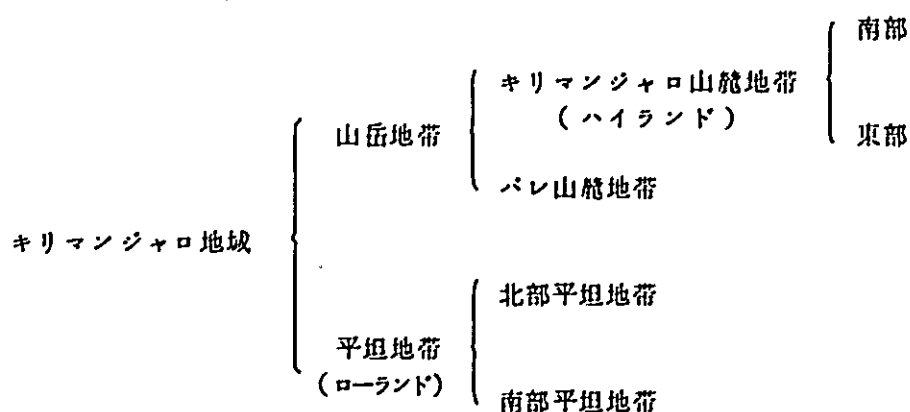 南部
キリマンジャロ山麓地帯
(ハイランド)
山岳地帯
東部
パレ山麓地帯
キリマンジャロ地域
北部平坦地帯
平坦地帯
(ローランド)
南部平坦地帯